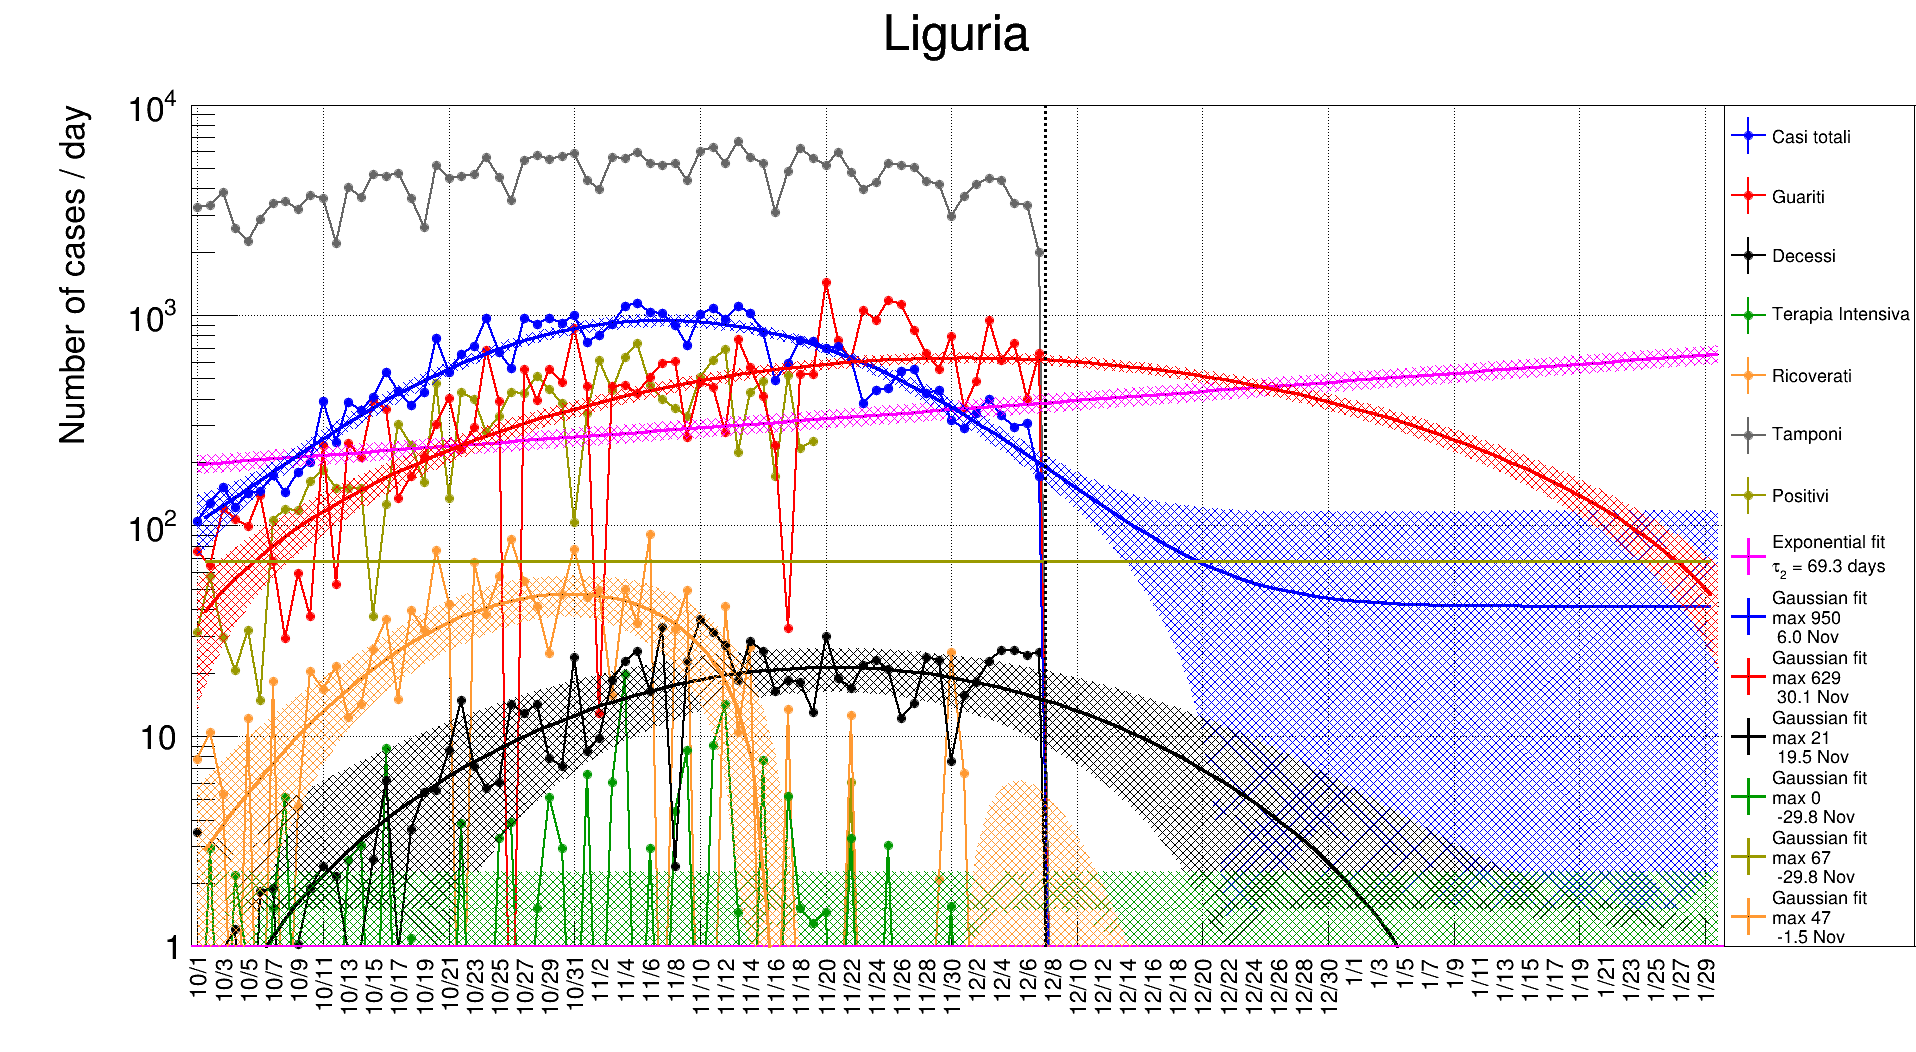 Liguria
Number of cases / day
10^4
10^3
10^2
10
1
10/1 10/3 10/5 10/7 10/9 10/11 10/13 10/15 10/17 10/19 10/21 10/23 10/25 10/27 10/29 10/31 11/2 11/4 11/6 11/8 11/10 11/12 11/14 11/16 11/18 11/20 11/22 11/24 11/26 11/28 11/30 12/2 12/4 12/6 12/8 12/10 12/12 12/14 12/16 12/18 12/20 12/22 12/24 12/26 12/28 12/30 1/1 1/3 1/5 1/7 1/9 1/11 1/13 1/15 1/17 1/19 1/21 1/23 1/25 1/27 1/29
Casi totali
Guariti
Decessi
Terapia Intensiva
Ricoverati
Tamponi
Positivi
Exponential fit
τ2 = 69.3 days
Gaussian fit
max 950
6.0 Nov
Gaussian fit
max 629
30.1 Nov
Gaussian fit
max 21
19.5 Nov
Gaussian fit
max 0
-29.8 Nov
Gaussian fit
max 67
-29.8 Nov
Gaussian fit
max 47
-1.5 Nov